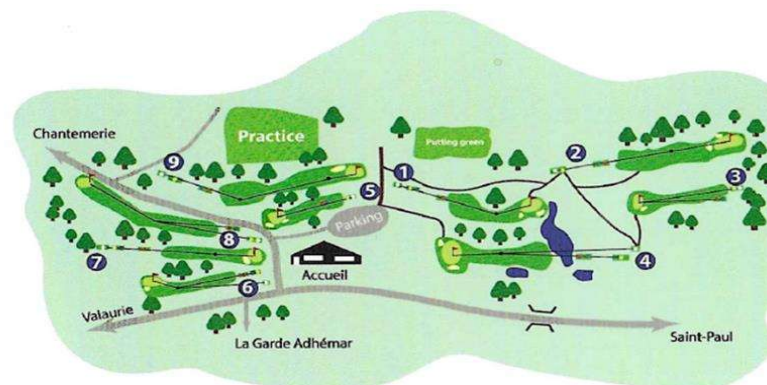 Chantemerle
Practice
Putting green
9
1
2
3
5
Parking
8
7
4
Accueil
6
Valaurie
La Garde Adhémar
Saint-Paul